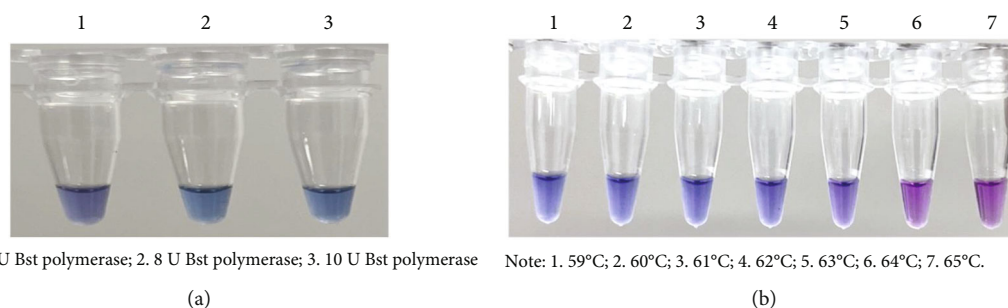 1 2 3 1 2 3 4 5 6 7
U Bst polymerase; 2. 8 U Bst polymerase; 3. 10 U Bst polymerase
Note: 1. 59°C; 2. 60°C; 3. 61°C; 4. 62°C; 5. 63°C; 6. 64°C; 7. 65°C.
(a)
(b)